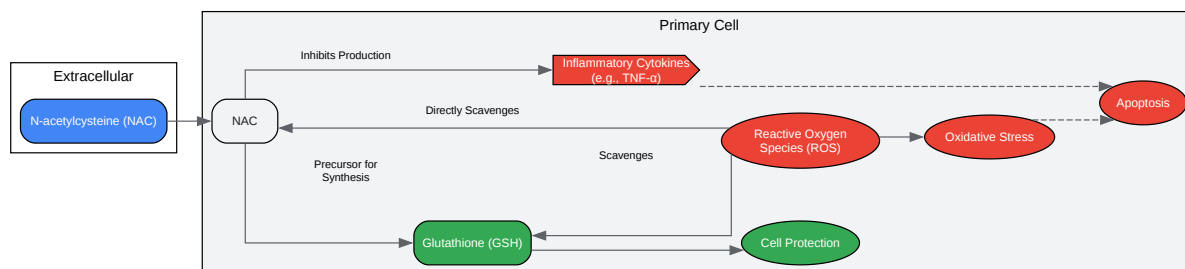 Primary Cell
Inhibits Production
Inflammatory Cytokines
(e.g., TNF-α)
Extracellular
N-acetylcysteine (NAC)
NAC
Directly Scavenges
Apoptosis
Reactive Oxygen
Species (ROS)
Oxidative Stress
Scavenges
Precursor for
Synthesis
Glutathione (GSH)
Cell Protection